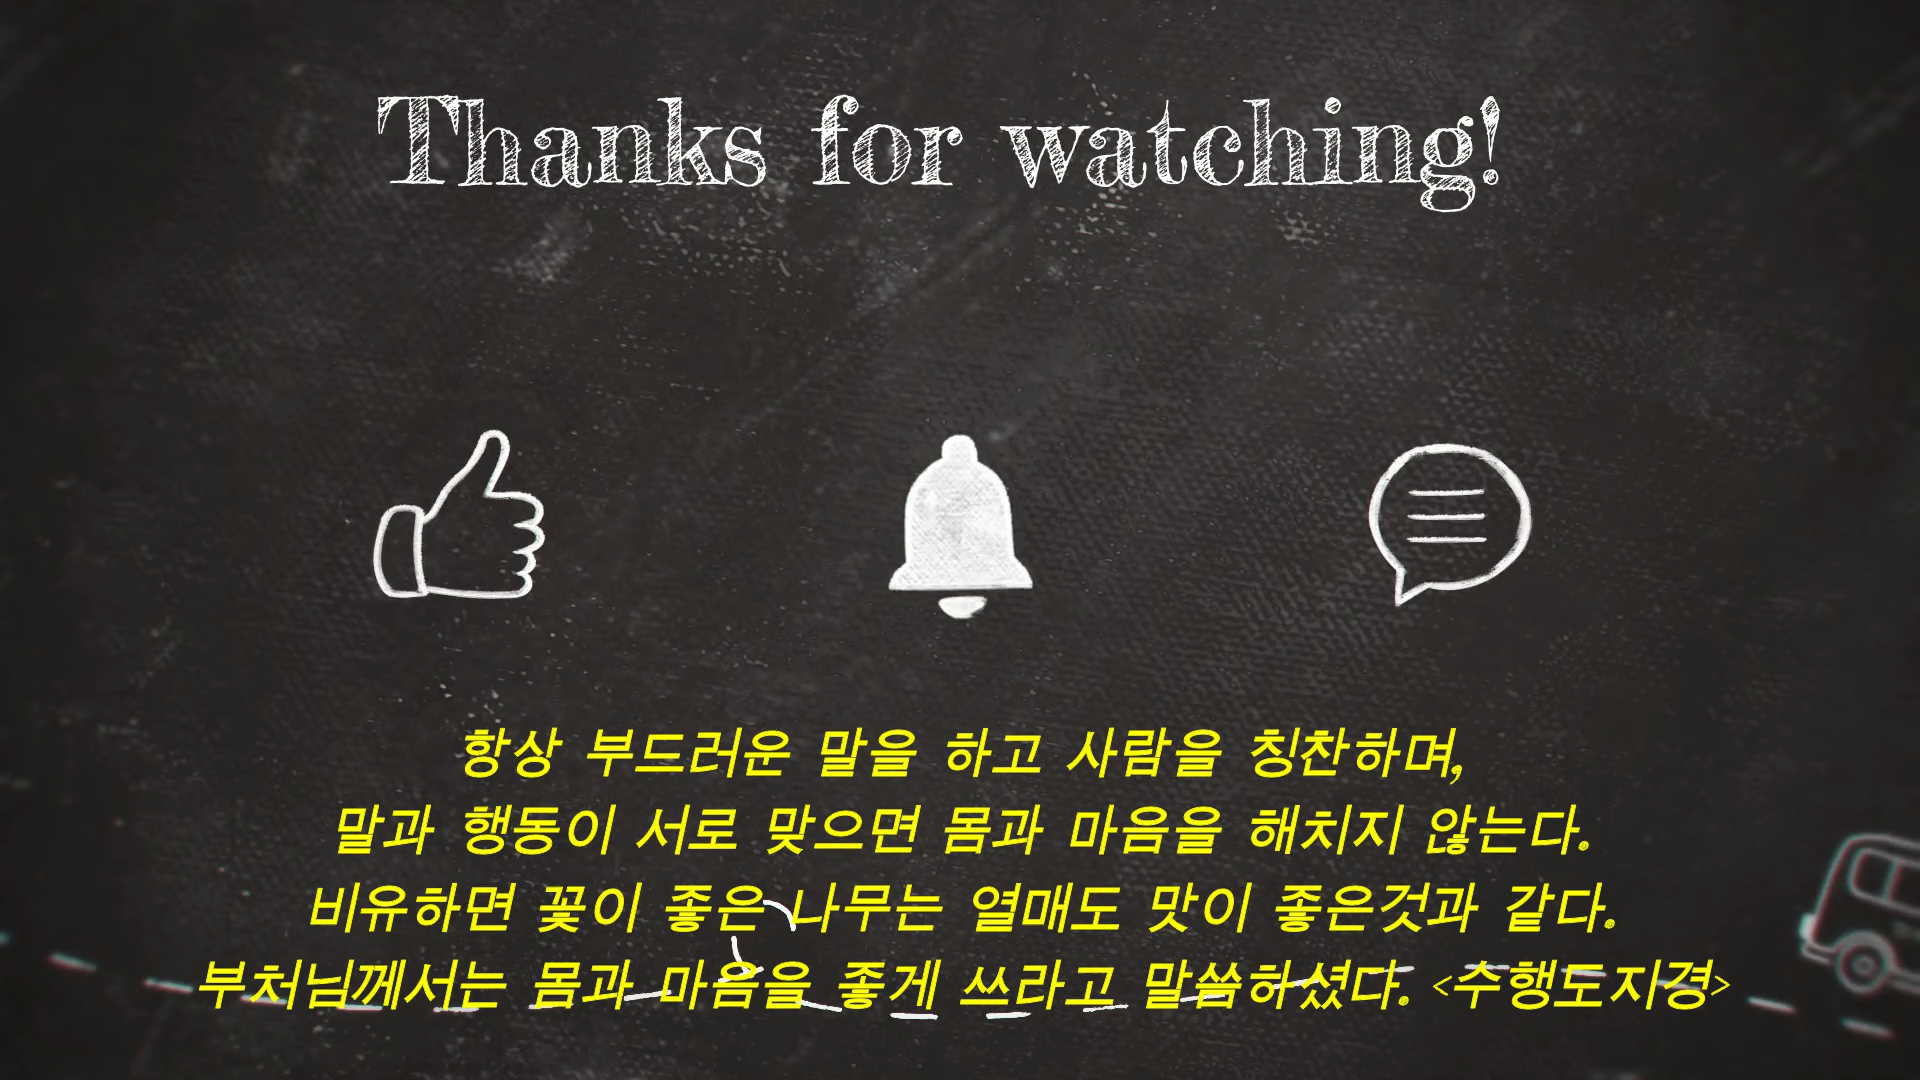 Thanks for watching!
항상 부드러운 말을 하고 사람을 칭찬하며,
말과 행동이 서로 맞으면 몸과 마음을 해치지 않는다.
비유하면 꽃이 좋은 나무는 열매도 맛이 좋은것과 같다.
부처님께서는 몸과 마음을 좋게 쓰라고 말씀하셨다. <수행도지경>